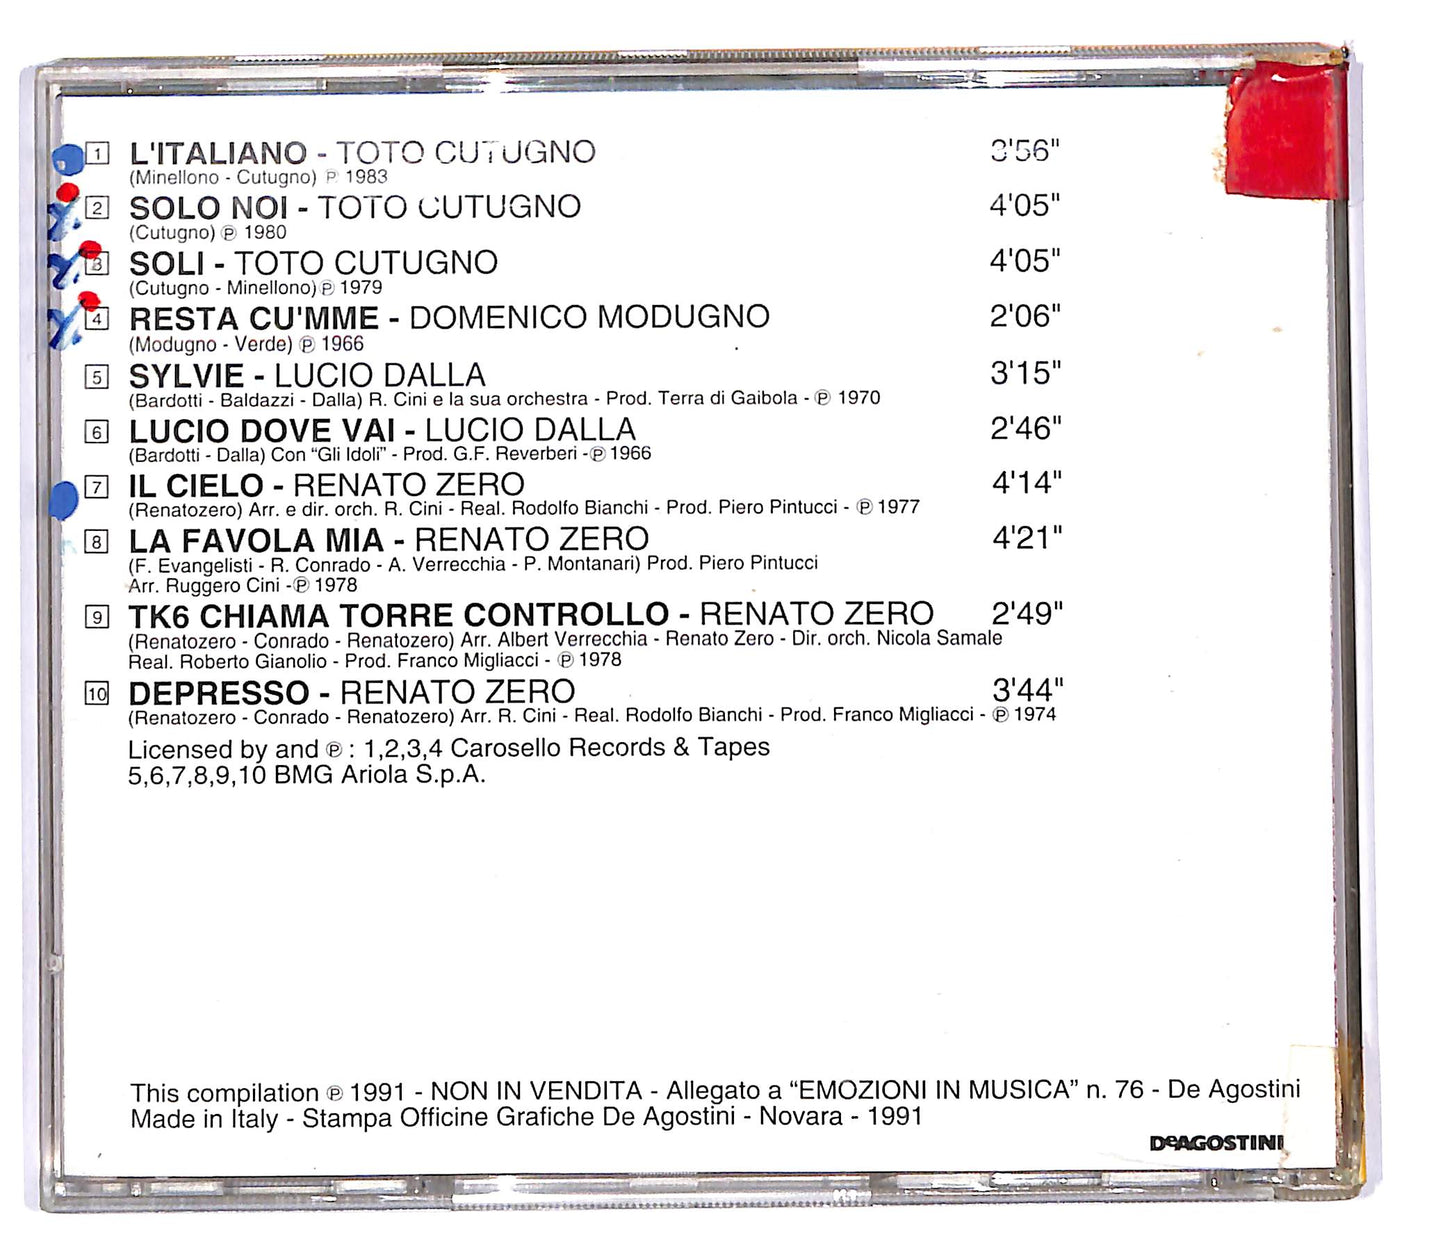 1 L'ITALIANO - TOTO CUTUGNO 3'56"
(Minellono - Cutugno) ℗ 1983
2 SOLO NOI - TOTO CUTUGNO 4'05"
(Cutugno) ℗ 1980
3 SOLI - TOTO CUTUGNO 4'05"
(Cutugno - Minellono) ℗ 1979
4 RESTA CU'MME - DOMENICO MODUGNO 2'06"
(Modugno - Verde) ℗ 1966
5 SYLVIE - LUCIO DALLA 3'15"
(Bardotti - Baldazzi - Dalla) R. Cini e la sua orchestra - Prod. Terra di Gaibola - ℗ 1970
6 LUCIO DOVE VAI - LUCIO DALLA 2'46"
(Bardotti - Dalla) Con “Gli Idoli” - Prod. G.F. Reverberi -℗ 1966
7 IL CIELO - RENATO ZERO 4'14"
(Renatozero) Arr. e dir. orch. R. Cini - Real. Rodolfo Bianchi - Prod. Piero Pintucci - ℗ 1977
8 LA FAVOLA MIA - RENATO ZERO 4'21"
(F. Evangelisti - R. Conrado - A. Verrecchia - P. Montanari) Prod. Piero Pintucci
Arr. Ruggero Cini -℗ 1978
9 TK6 CHIAMA TORRE CONTROLLO - RENATO ZERO 2'49"
(Renatozero - Conrado - Renatozero) Arr. Albert Verrecchia - Renato Zero - Dir. orch. Nicola Samale
Real. Roberto Gianolio - Prod. Franco Migliacci - ℗ 1978
10 DEPRESSO - RENATO ZERO 3'44"
(Renatozero - Conrado - Renatozero) Arr. R. Cini - Real. Rodolfo Bianchi - Prod. Franco Migliacci - ℗ 1974
Licensed by and ℗ : 1,2,3,4 Carosello Records & Tapes
5,6,7,8,9,10 BMG Ariola S.p.A.
This compilation ℗ 1991 - NON IN VENDITA - Allegato a “EMOZIONI IN MUSICA” n. 76 - De Agostini
Made in Italy - Stampa Officine Grafiche De Agostini - Novara - 1991
DeAGOSTINI